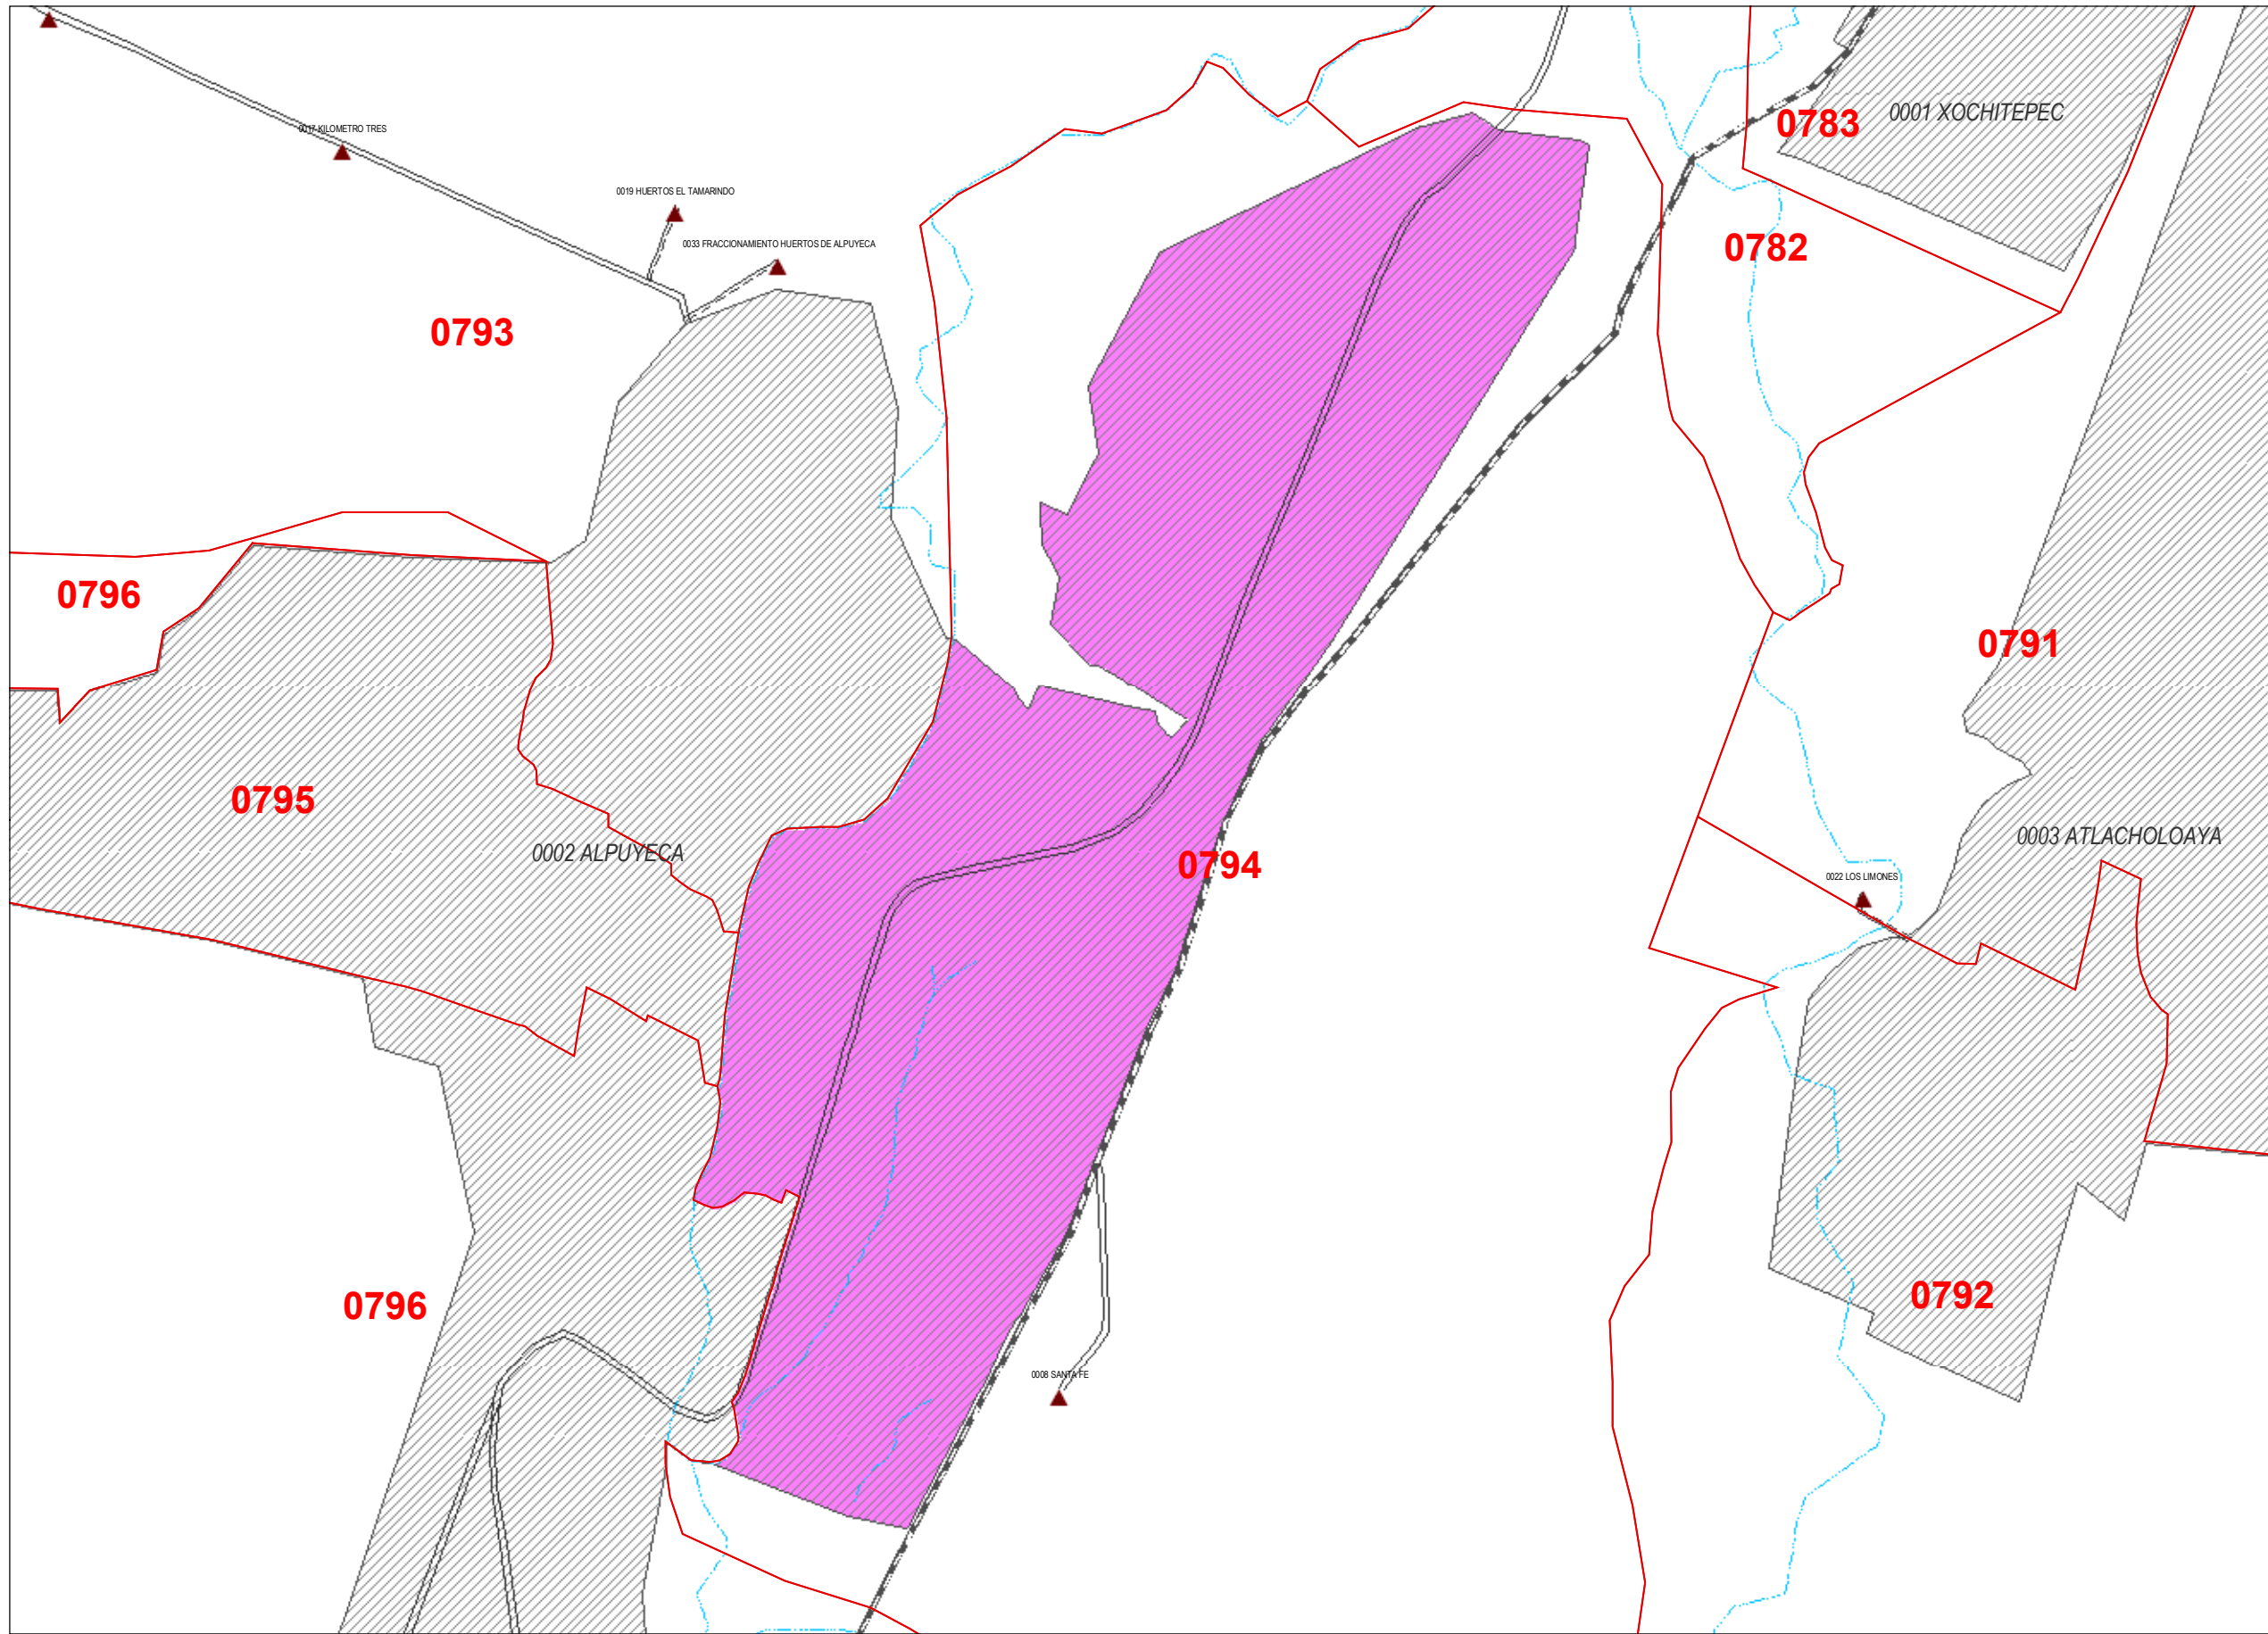 0783
0001 XOCHITEPEC
0017 KILOMETRO TRES
0019 HUERTOS EL TAMARINDO
0033 FRACCIONAMIENTO HUERTOS DE ALPUYECA
0782
0793
0796
0791
0795
0002 ALPUYECA
0794
0003 ATLACHOLOAYA
0022 LOS LIMONES
0796
0792
0008 SANTA FE